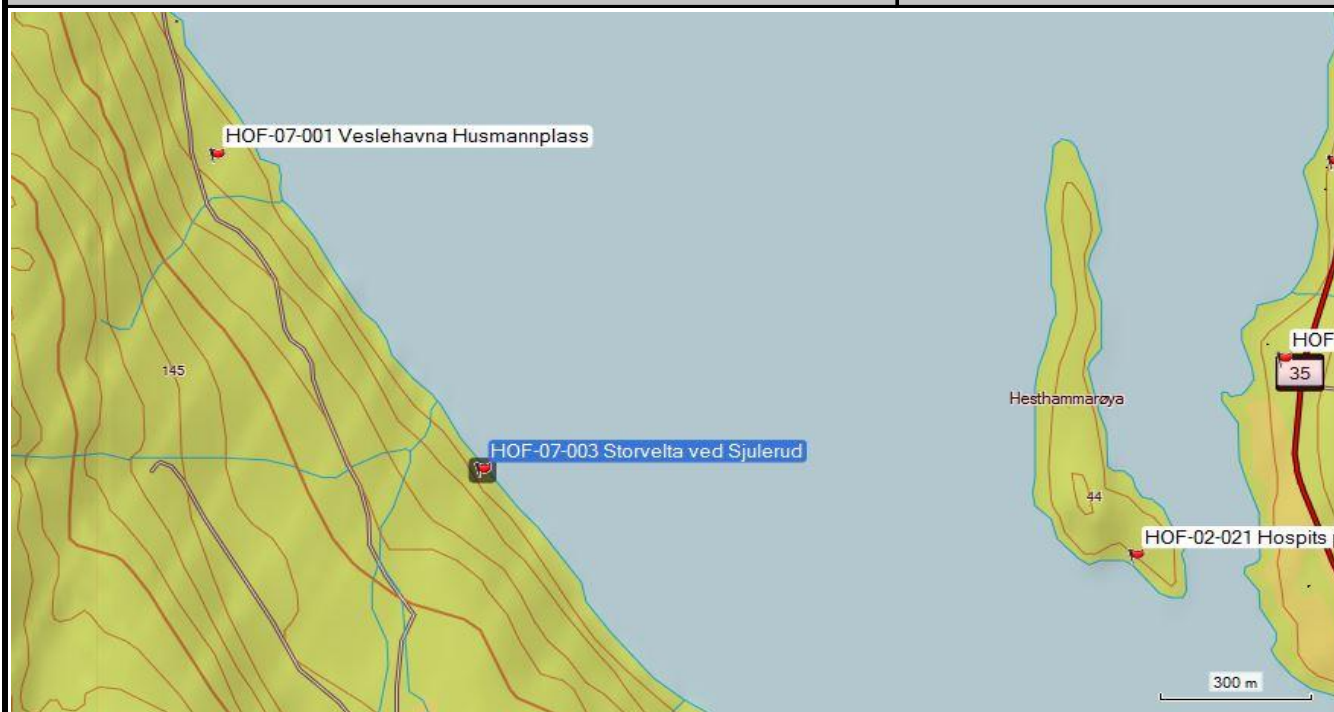 HOF-07-001 Veslehavna Husmannplass
HOF
35
145
Hesthammarøya
HOF-07-003 Storvelta ved Sjulerud
44
HOF-02-021 Hospits
300 m